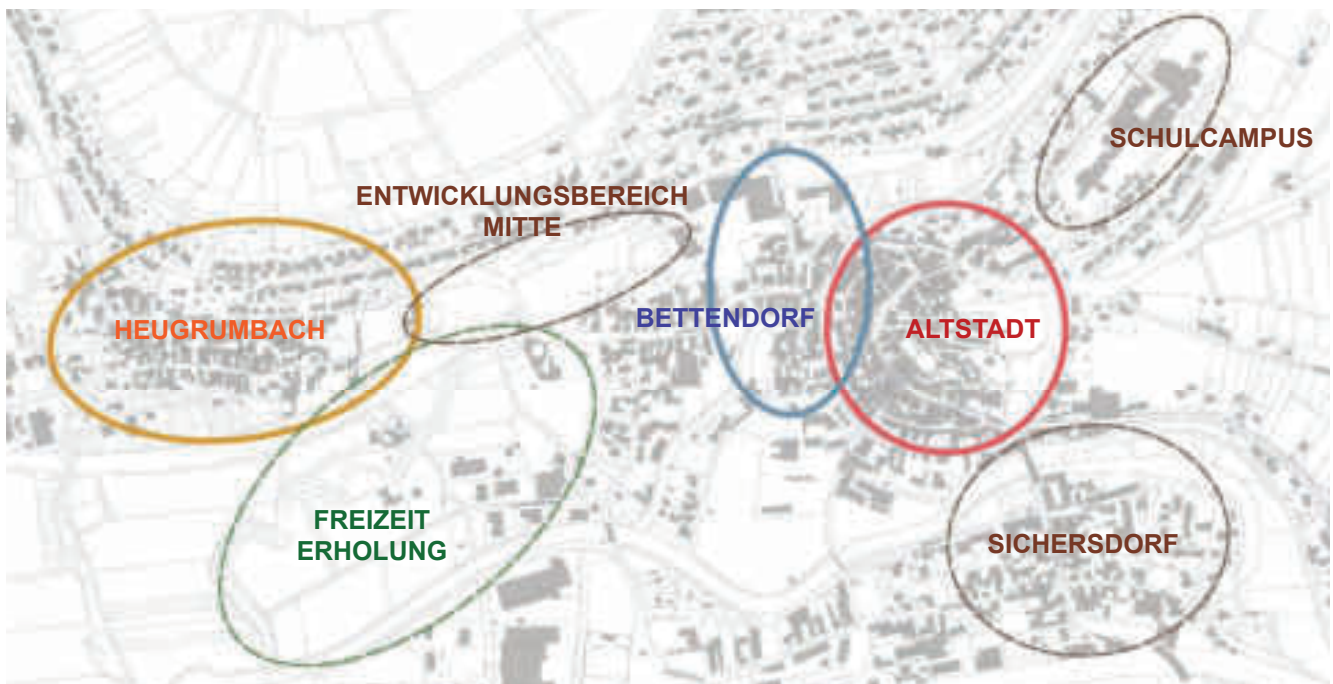 SCHULCAMPUS
ENTWICKLUNGSBEREICH
MITTE
HEUGRUMBACH
BETTENDORF
ALTSTADT
FREIZEIT
ERHOLUNG
SICHERSDORF